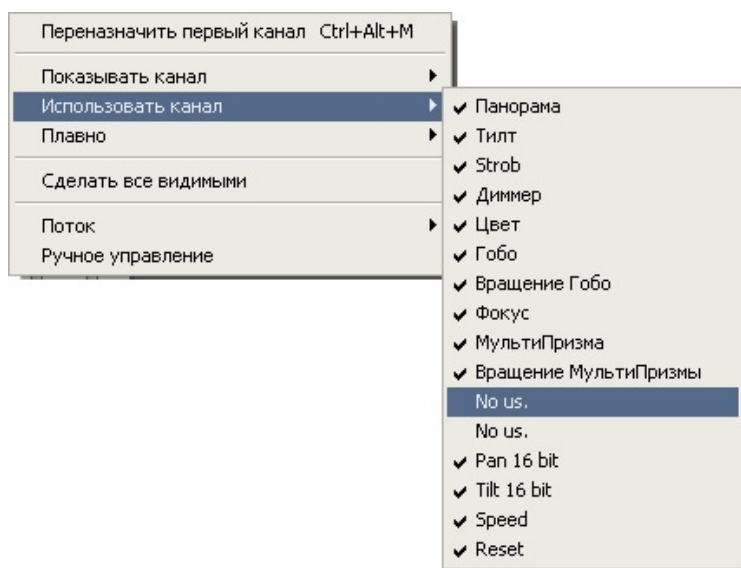 Переназначить первый канал Ctrl+Alt+M
Показывать канал
Использовать канал
Плавно
Сделать все видимыми
Поток
Ручное управление
Панорама
Тилт
Strob
Диммер
Цвет
Гобо
Вращение Гобо
Фокус
МультиПризма
Вращение МультиПризмы
No us.
No us.
Pan 16 bit
Tilt 16 bit
Speed
Reset